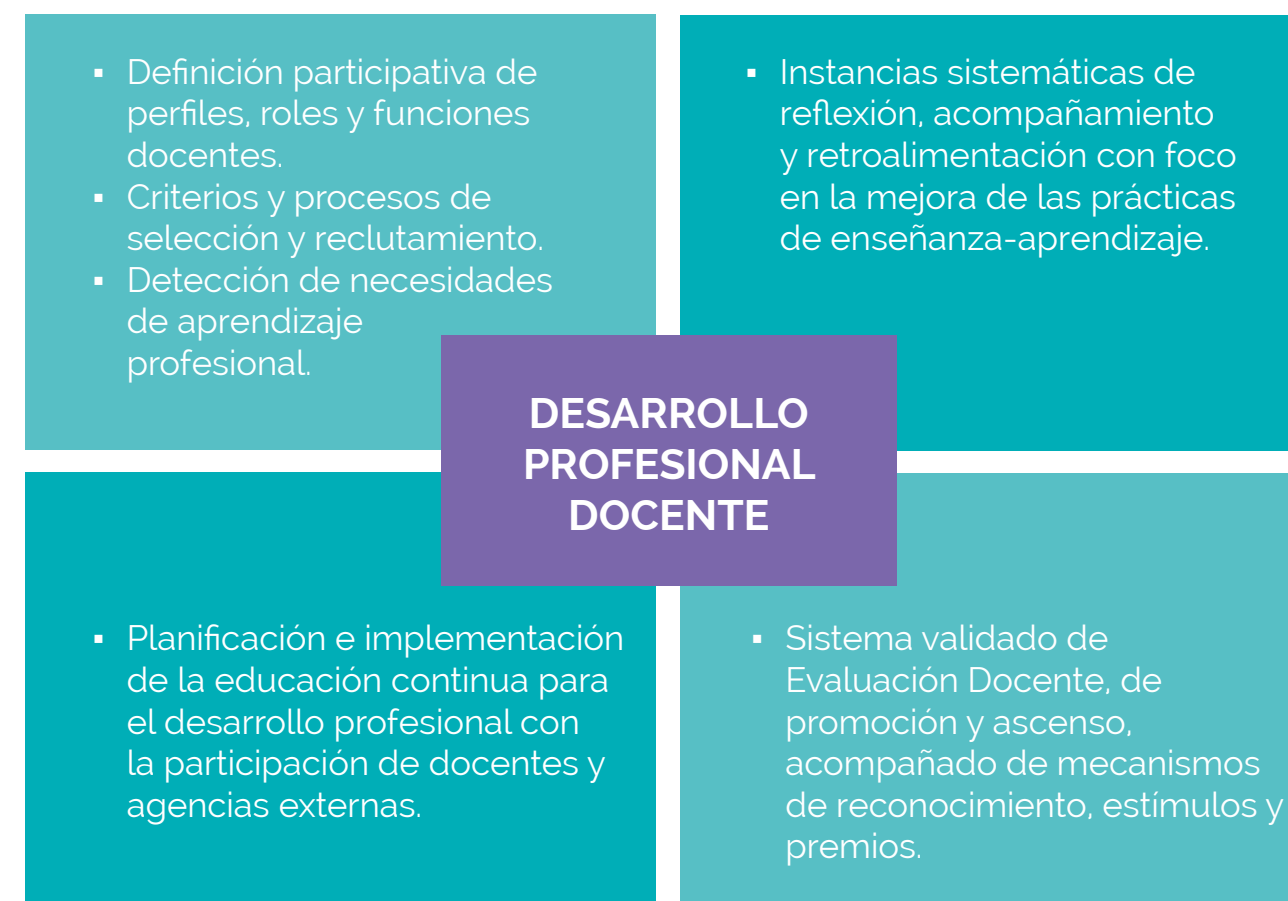 ▪ Definición participativa de
perfiles, roles y funciones
docentes.
▪ Criterios y procesos de
selección y reclutamiento.
▪ Detección de necesidades
de aprendizaje
profesional.
▪ Instancias sistemáticas de
reflexión, acompañamiento
y retroalimentación con foco
en la mejora de las prácticas
de enseñanza-aprendizaje.
DESARROLLO
PROFESIONAL
DOCENTE
▪ Planificación e implementación
de la educación continua para
el desarrollo profesional con
la participación de docentes y
agencias externas.
▪ Sistema validado de
Evaluación Docente, de
promoción y ascenso,
acompañado de mecanismos
de reconocimiento, estímulos y
premios.